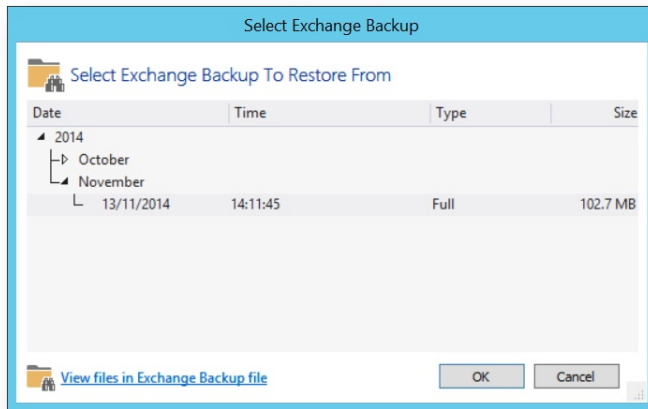 Select Exchange Backup
Select Exchange Backup To Restore From
Date Time Type Size
2014
October
November
13/11/2014 14:11:45 Full 102.7 MB
View files in Exchange Backup file OK Cancel